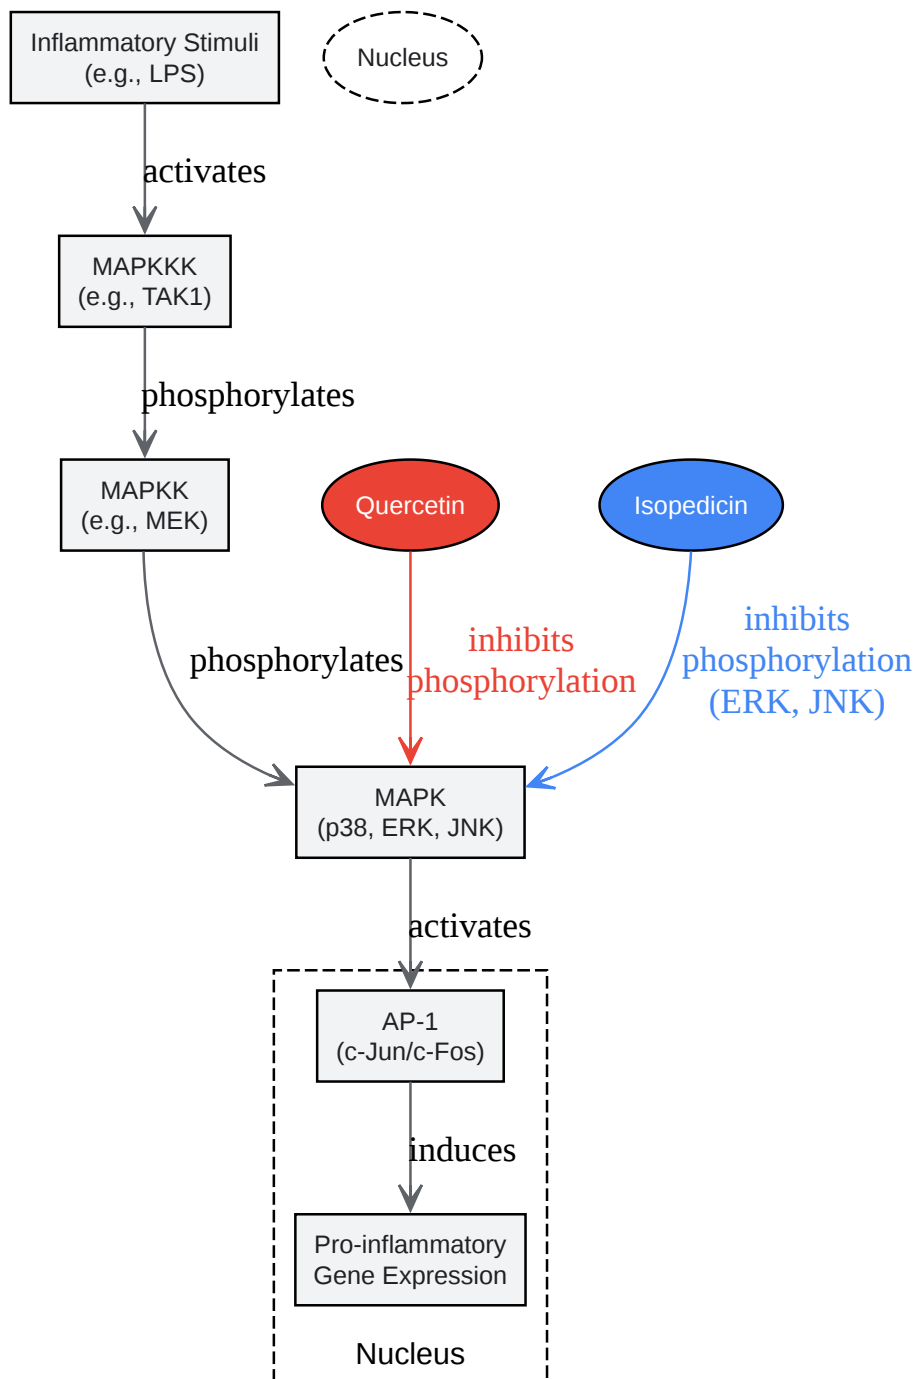 Inflammatory Stimuli
(e.g., LPS)
Nucleus
activates
MAPKKK
(e.g., TAK1)
phosphorylates
MAPKK
(e.g., MEK)
Quercetin
Isopedicin
phosphorylates
inhibits
phosphorylation
inhibits
phosphorylation
(ERK, JNK)
MAPK
(p38, ERK, JNK)
activates
AP-1
(c-Jun/c-Fos)
induces
Pro-inflammatory
Gene Expression
Nucleus